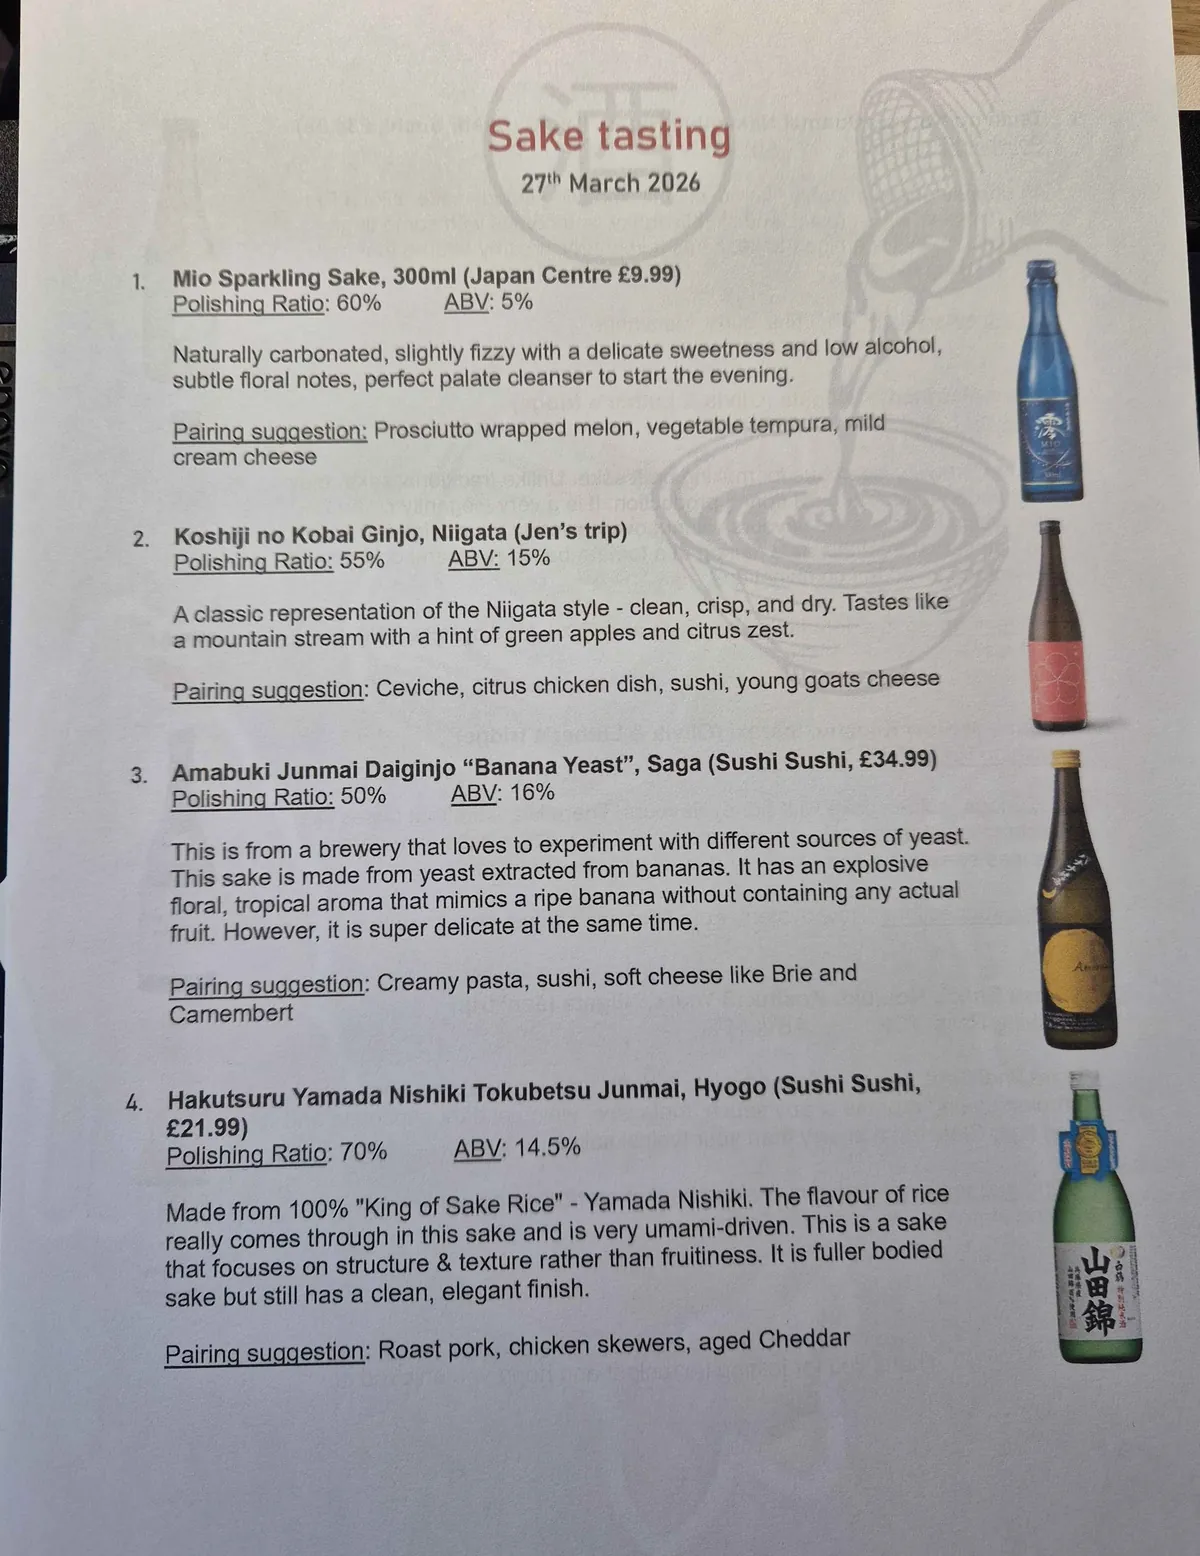 酒
Sake tasting
27th March 2026
1. Mio Sparkling Sake, 300ml (Japan Centre £9.99)
Polishing Ratio: 60% ABV: 5%
Naturally carbonated, slightly fizzy with a delicate sweetness and low alcohol,
subtle floral notes, perfect palate cleanser to start the evening.
Pairing suggestion: Prosciutto wrapped melon, vegetable tempura, mild
cream cheese
澪
MIO
2. Koshiji no Kobai Ginjo, Niigata (Jen's trip)
Polishing Ratio: 55% ABV: 15%
A classic representation of the Niigata style - clean, crisp, and dry. Tastes like
a mountain stream with a hint of green apples and citrus zest.
Pairing suggestion: Ceviche, citrus chicken dish, sushi, young goats cheese
3. Amabuki Junmai Daiginjo “Banana Yeast”, Saga (Sushi Sushi, £34.99)
Polishing Ratio: 50% ABV: 16%
This is from a brewery that loves to experiment with different sources of yeast.
This sake is made from yeast extracted from bananas. It has an explosive
floral, tropical aroma that mimics a ripe banana without containing any actual
fruit. However, it is super delicate at the same time.
Pairing suggestion: Creamy pasta, sushi, soft cheese like Brie and
Camembert
4. Hakutsuru Yamada Nishiki Tokubetsu Junmai, Hyogo (Sushi Sushi,
£21.99)
Polishing Ratio: 70% ABV: 14.5%
Made from 100% "King of Sake Rice" - Yamada Nishiki. The flavour of rice
really comes through in this sake and is very umami-driven. This is a sake
that focuses on structure & texture rather than fruitiness. It is fuller bodied
sake but still has a clean, elegant finish.
Pairing suggestion: Roast pork, chicken skewers, aged Cheddar
白鶴
特別純米酒
山田錦